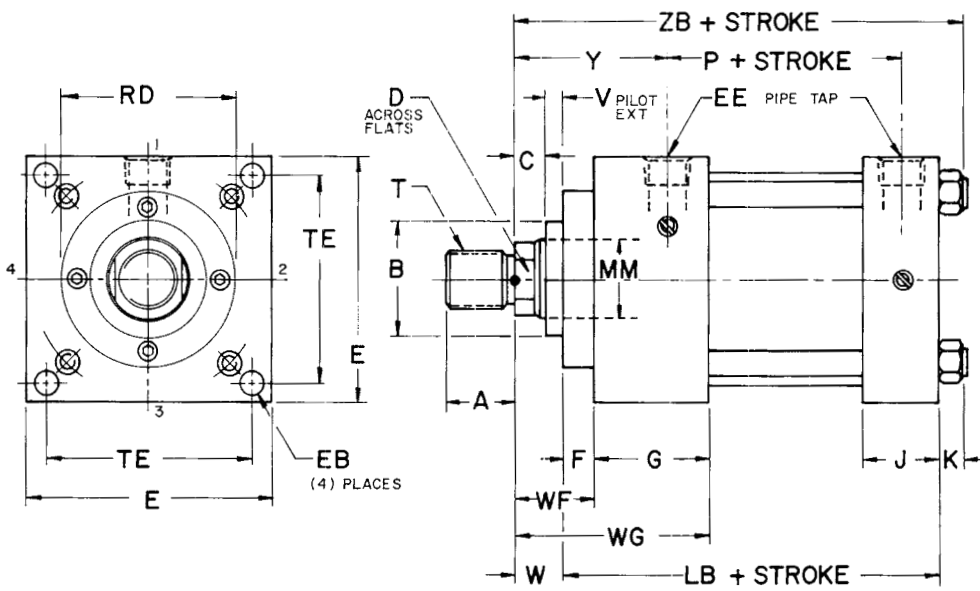 ZB + STROKE
Y
P + STROKE
RD
D
ACROSS
FLATS
V PILOT
EXT
EE PIPE TAP
1
C
T
TE
B
MM
4
2
E
A
3
F
G
J
K
TE
EB
(4) PLACES
E
WF
WG
W
LB + STROKE